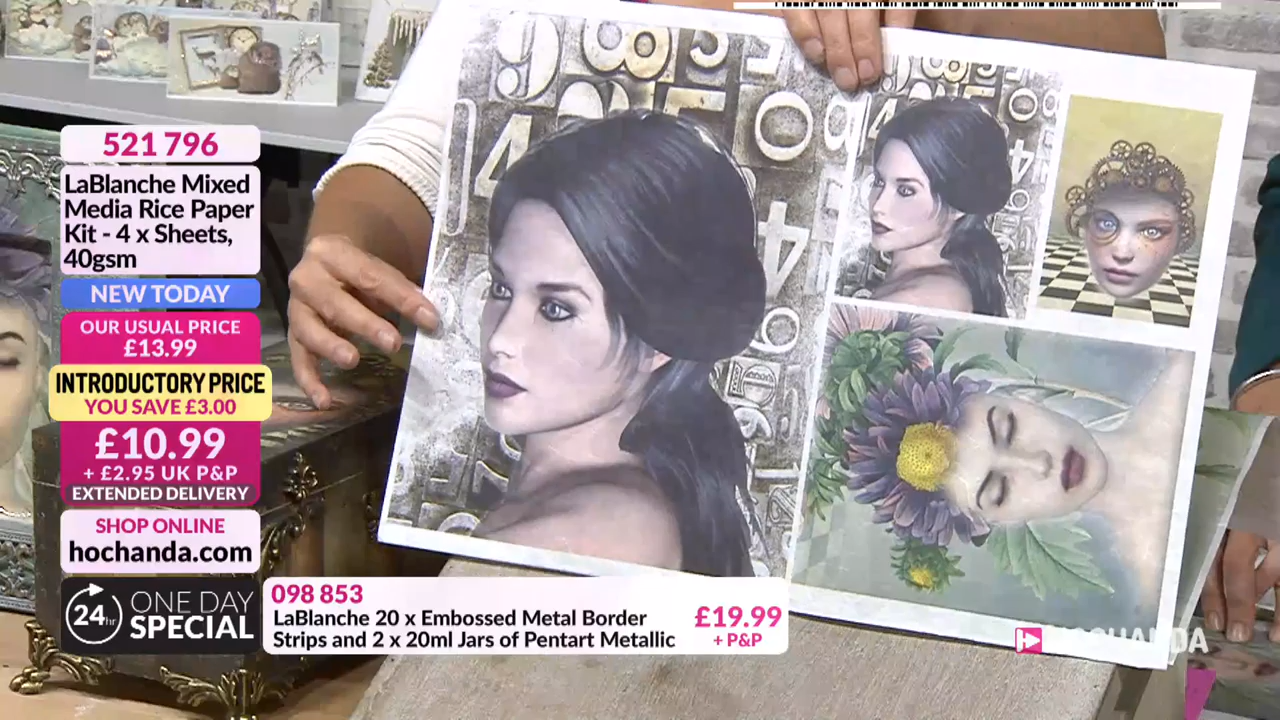 521 796
LaBlanche Mixed
Media Rice Paper
Kit - 4 x Sheets,
40gsm
NEW TODAY
OUR USUAL PRICE
£13.99
INTRODUCTORY PRICE
YOU SAVE £3.00
£10.99
+ £2.95 UK P&P
EXTENDED DELIVERY
SHOP ONLINE
hochanda.com
24hr
ONE DAY
SPECIAL
098 853
LaBlanche 20 x Embossed Metal Border
Strips and 2 x 20ml Jars of Pentart Metallic
£19.99
+ P&P
HOCHANDA